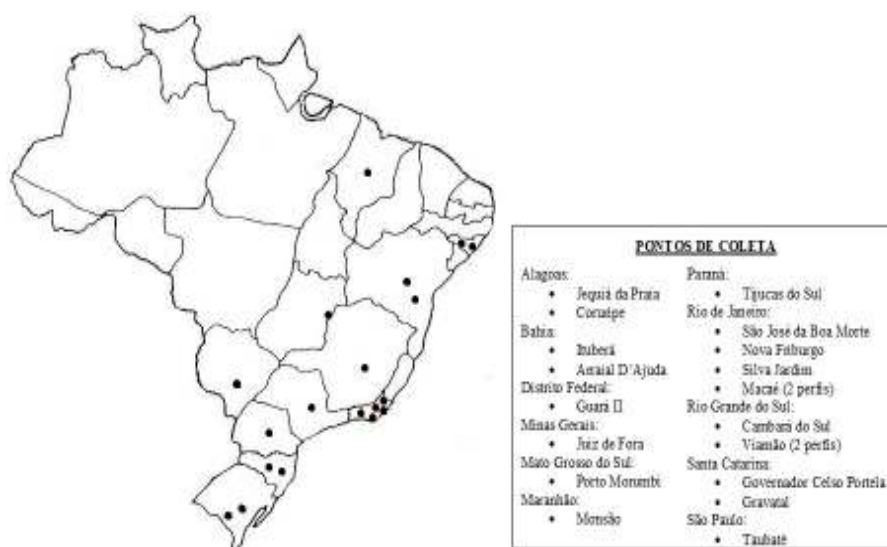 PONTOS DE COLETA
Alagoas:
• Jequiá da Praia
• Coruripe
Bahia:
• Ituberá
• Arraial D'Ajuda
Distrito Federal:
• Guará II
Minas Gerais:
• Juiz de Fora
Mato Grosso do Sul:
• Porto Morumbi
Maranhão:
• Monsão
Paraná:
• Tijucas do Sul
Rio de Janeiro:
• São José da Boa Morte
• Nova Friburgo
• Silva Jardim
• Macaé (2 perfis)
Rio Grande do Sul:
• Cambará do Sul
• Viamão (2 perfis)
Santa Catarina:
• Governador Celso Portela
• Gravatal
São Paulo:
• Taubaté